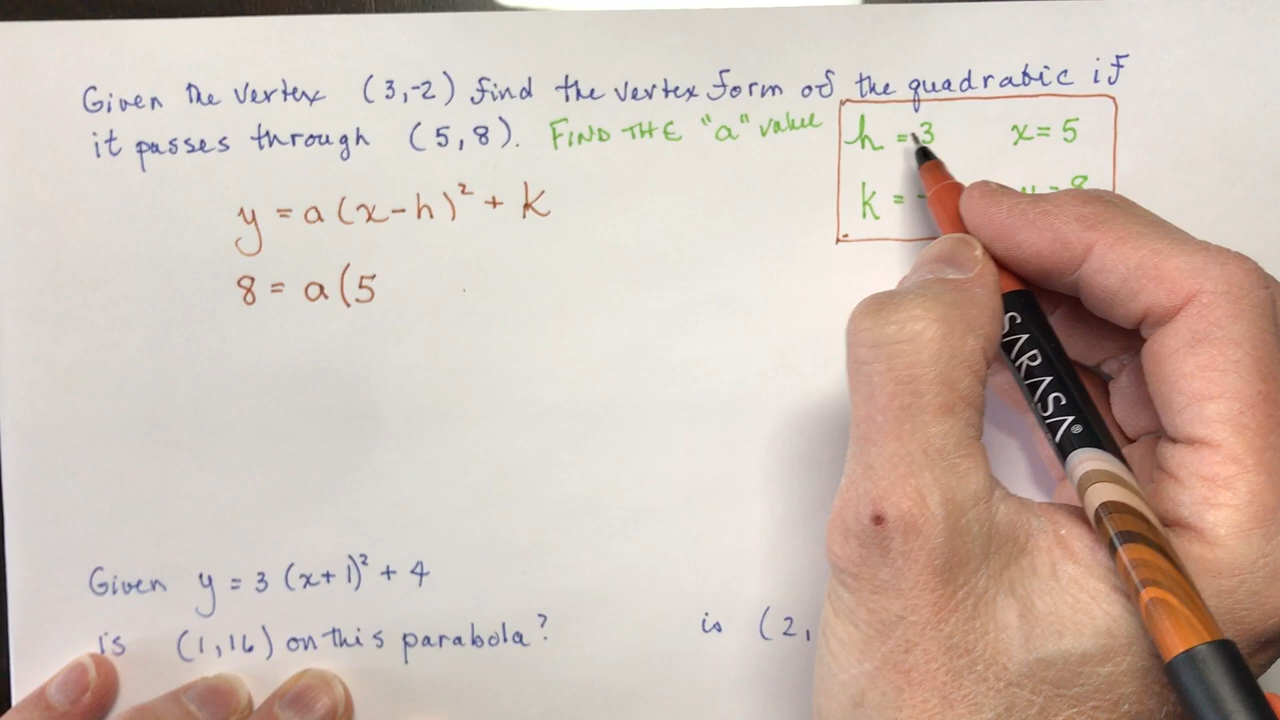 Given the vertex (3,-2) find the vertex form of the quadratic if
it passes through (5,8). FIND THE "a" value
h = 3 x = 5
k = -
y = a(x-h)² + k
8 = a(5
SARASA®
Given y = 3 (x+1)² + 4
is (1,16) on this parabola? is (2,